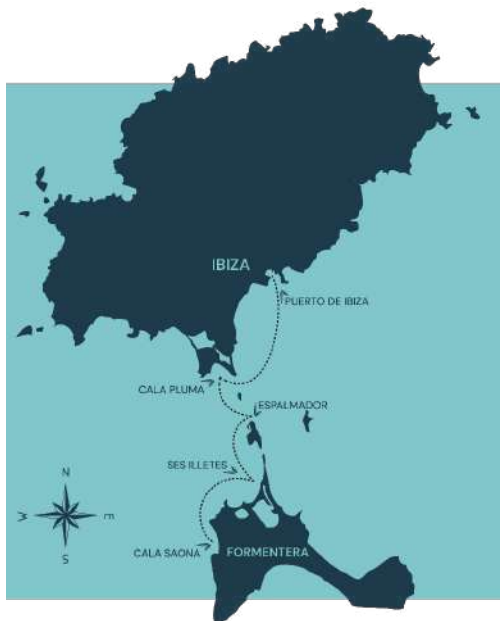 IBIZA
PUERTO DE IBIZA
CALA PLUMA
ESPALMADOR
SES ILLETES
N
W
E
S
CALA SAONA
FORMENTERA